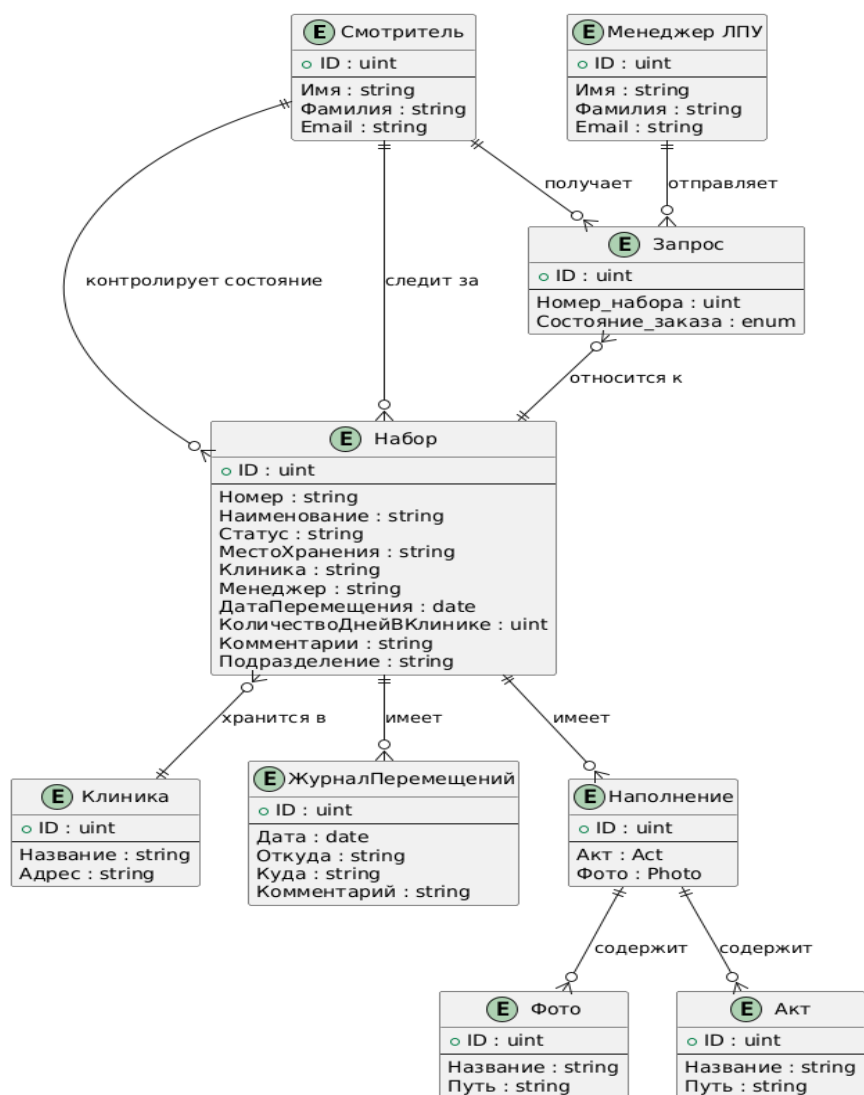 E Смотритель
ID : uint
Имя : string
Фамилия : string
Email : string
E Менеджер ЛПУ
ID : uint
Имя : string
Фамилия : string
Email : string
получает
отправляет
E Запрос
ID : uint
Номер_набора : uint
Состояние_заказа : enum
контролирует состояние
следит за
относится к
E Набор
ID : uint
Номер : string
Наименование : string
Статус : string
МестоХранения : string
Клиника : string
Менеджер : string
ДатаПеремещения : date
КоличествоДнейВКлинике : uint
Комментарии : string
Подразделение : string
хранится в
имеет
имеет
E Клиника
ID : uint
Название : string
Адрес : string
E ЖурналПеремещений
ID : uint
Дата : date
Откуда : string
Куда : string
Комментарий : string
E Наполнение
ID : uint
Акт : Act
Фото : Photo
содержит
содержит
E Фото
ID : uint
Название : string
Путь : string
E Акт
ID : uint
Название : string
Путь : string